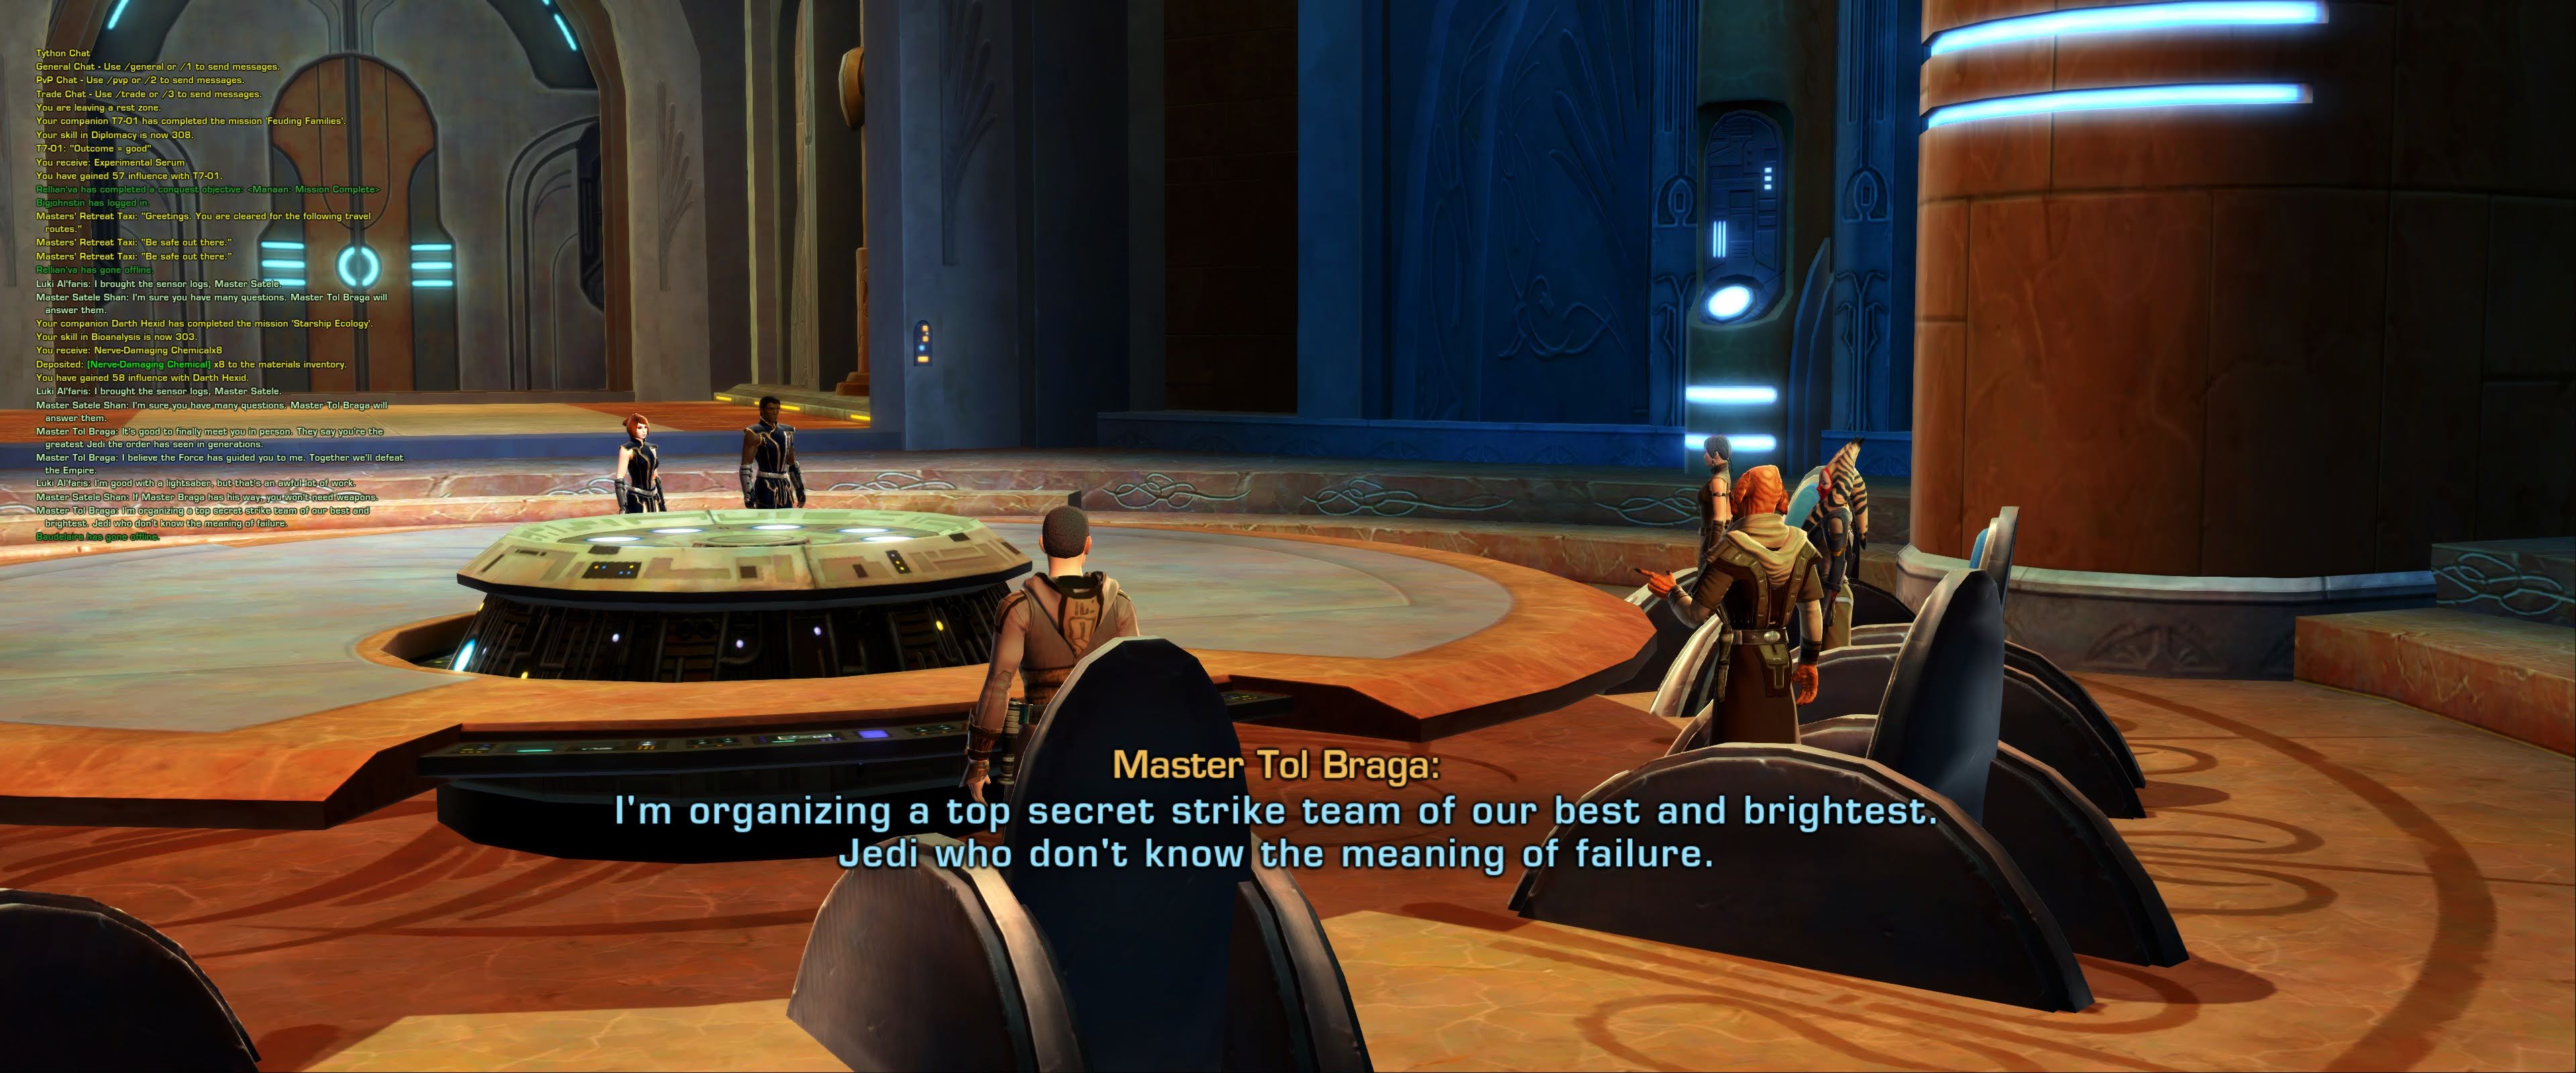 Tython Chat
General Chat - Use /general or /1 to send messages.
PvP Chat - Use /pvp or /2 to send messages.
Trade Chat - Use /trade or /3 to send messages.
You are leaving a rest zone.
Your companion T7-01 has completed the mission 'Feuding Families'.
Your skill in Diplomacy is now 308.
T7-01: "Outcome = good"
You receive: Experimental Serum
You have gained 57 influence with T7-01.
Rellian'va has completed a conquest objective: <Manaan: Mission Complete>
Bigjohnstin has logged in.
Masters' Retreat Taxi: "Greetings. You are cleared for the following travel
routes."
Masters' Retreat Taxi: "Be safe out there."
Masters' Retreat Taxi: "Be safe out there."
Rellian'va has gone offline.
Luki Al'faris: I brought the sensor logs, Master Satele.
Master Satele Shan: I'm sure you have many questions. Master Tol Braga will
answer them.
Your companion Darth Hexid has completed the mission 'Starship Ecology'.
Your skill in Bioanalysis is now 303.
You receive: Nerve-Damaging Chemicalx8
Deposited: [Nerve-Damaging Chemical] x8 to the materials inventory.
You have gained 58 influence with Darth Hexid.
Luki Al'faris: I brought the sensor logs, Master Satele.
Master Satele Shan: I'm sure you have many questions. Master Tol Braga will
answer them.
Master Tol Braga: It's good to finally meet you in person. They say you're the
greatest Jedi the order has seen in generations.
Master Tol Braga: I believe the Force has guided you to me. Together we'll defeat
the Empire.
Luki Al'faris: I'm good with a lightsaber, but that's an awful lot of work.
Master Satele Shan: If Master Braga has his way, you won't need weapons.
Master Tol Braga: I'm organizing a top secret strike team of our best and
brightest. Jedi who don't know the meaning of failure.
Baudelaire has gone offline.
Master Tol Braga:
I'm organizing a top secret strike team of our best and brightest.
Jedi who don't know the meaning of failure.